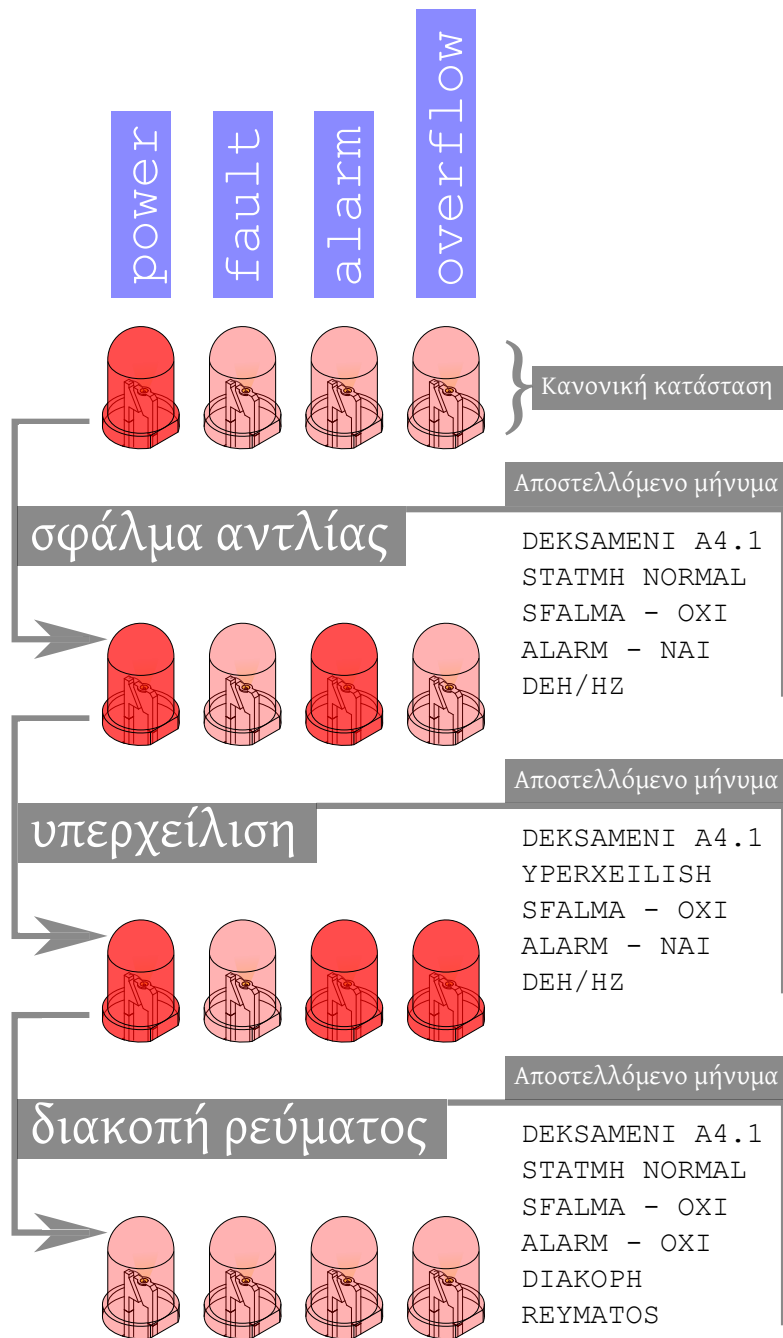 power
fault
alarm
overflow
Κανονική κατάσταση
Αποστελλόμενο μήνυμα
σφάλμα αντλίας
DEKSAMENI A4.1
STATMH NORMAL
SFALMA - OXI
ALARM - NAI
DEH/HZ
Αποστελλόμενο μήνυμα
υπερχείλιση
DEKSAMENI A4.1
YPERXEILISH
SFALMA - OXI
ALARM - NAI
DEH/HZ
Αποστελλόμενο μήνυμα
διακοπή ρεύματος
DEKSAMENI A4.1
STATMH NORMAL
SFALMA - OXI
ALARM - OXI
DIAKOPH
REYMATOS